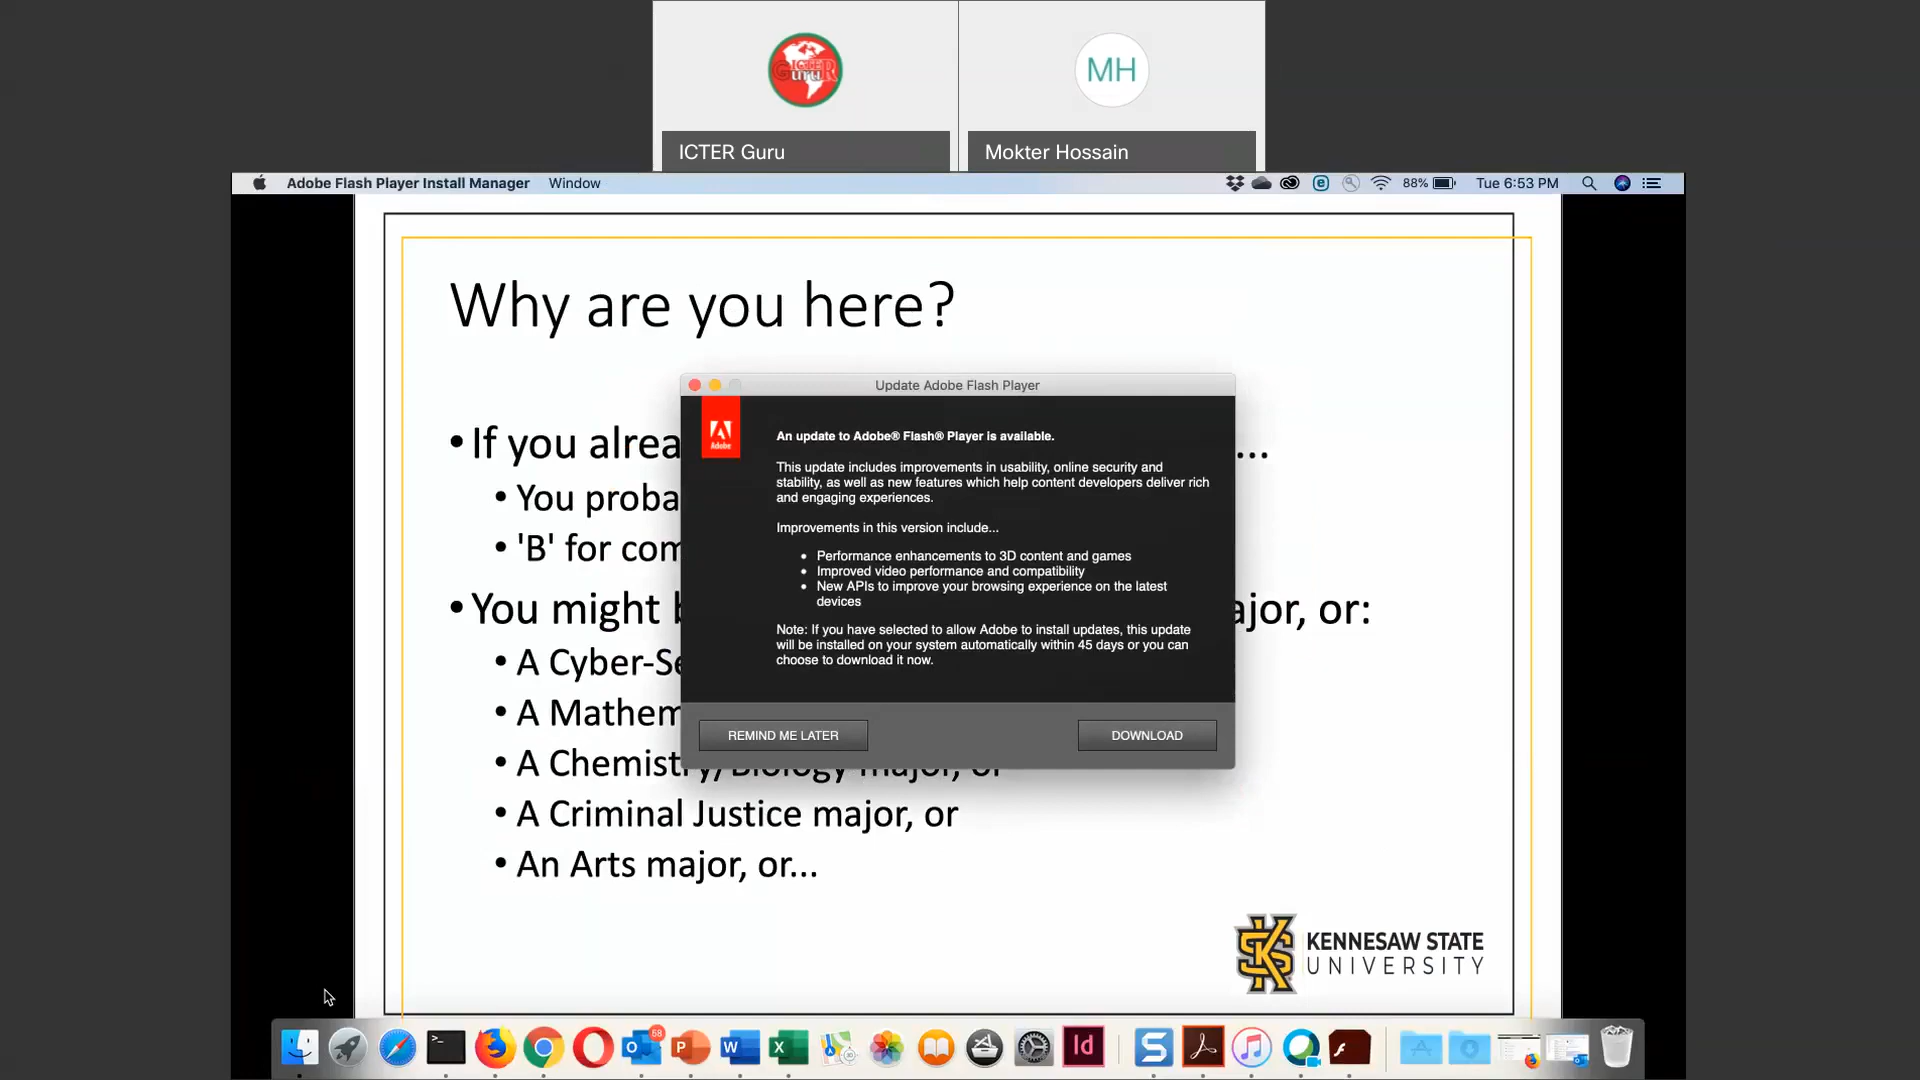 ICTER Guru
MH
Mokter Hossain
ICTER
Guru
Adobe Flash Player Install Manager Window 88% Tue 6:53 PM
Why are you here?
Update Adobe Flash Player
Adobe
An update to Adobe® Flash® Player is available.
This update includes improvements in usability, online security and
stability, as well as new features which help content developers deliver rich
and engaging experiences.
Improvements in this version include...
• Performance enhancements to 3D content and games
• Improved video performance and compatibility
• New APIs to improve your browsing experience on the latest
devices
Note: If you have selected to allow Adobe to install updates, this update
will be installed on your system automatically within 45 days or you can
choose to download it now.
REMIND ME LATER DOWNLOAD
• If you alrea ...
• You proba
• 'B' for com
• You might ajor, or:
• A Cyber-Se
• A Mathem
• A Chemistry/Biology major, or
• A Criminal Justice major, or
• An Arts major, or...
KENNESAW STATE
UNIVERSITY
58
Id